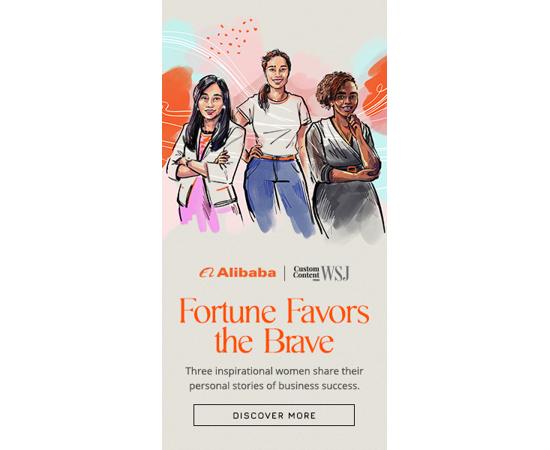 Alibaba
Custom
Content
FROM
WSJ
Fortune Favors
the Brave
Three inspirational women share their
personal stories of business success.
DISCOVER MORE